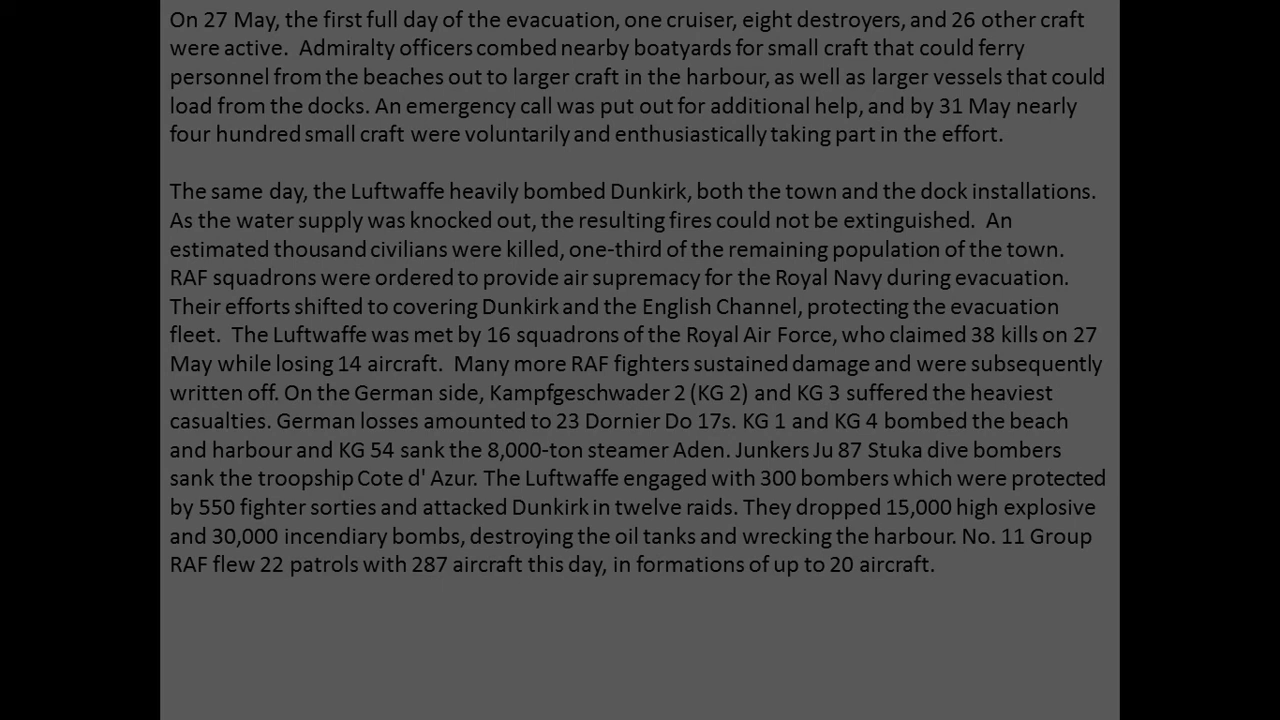 On 27 May, the first full day of the evacuation, one cruiser, eight destroyers, and 26 other craft
were active.  Admiralty officers combed nearby boatyards for small craft that could ferry
personnel from the beaches out to larger craft in the harbour, as well as larger vessels that could
load from the docks. An emergency call was put out for additional help, and by 31 May nearly
four hundred small craft were voluntarily and enthusiastically taking part in the effort.

The same day, the Luftwaffe heavily bombed Dunkirk, both the town and the dock installations.
As the water supply was knocked out, the resulting fires could not be extinguished.  An
estimated thousand civilians were killed, one-third of the remaining population of the town.
RAF squadrons were ordered to provide air supremacy for the Royal Navy during evacuation.
Their efforts shifted to covering Dunkirk and the English Channel, protecting the evacuation
fleet.  The Luftwaffe was met by 16 squadrons of the Royal Air Force, who claimed 38 kills on 27
May while losing 14 aircraft.  Many more RAF fighters sustained damage and were subsequently
written off. On the German side, Kampfgeschwader 2 (KG 2) and KG 3 suffered the heaviest
casualties. German losses amounted to 23 Dornier Do 17s. KG 1 and KG 4 bombed the beach
and harbour and KG 54 sank the 8,000-ton steamer Aden. Junkers Ju 87 Stuka dive bombers
sank the troopship Cote d' Azur. The Luftwaffe engaged with 300 bombers which were protected
by 550 fighter sorties and attacked Dunkirk in twelve raids. They dropped 15,000 high explosive
and 30,000 incendiary bombs, destroying the oil tanks and wrecking the harbour. No. 11 Group
RAF flew 22 patrols with 287 aircraft this day, in formations of up to 20 aircraft.